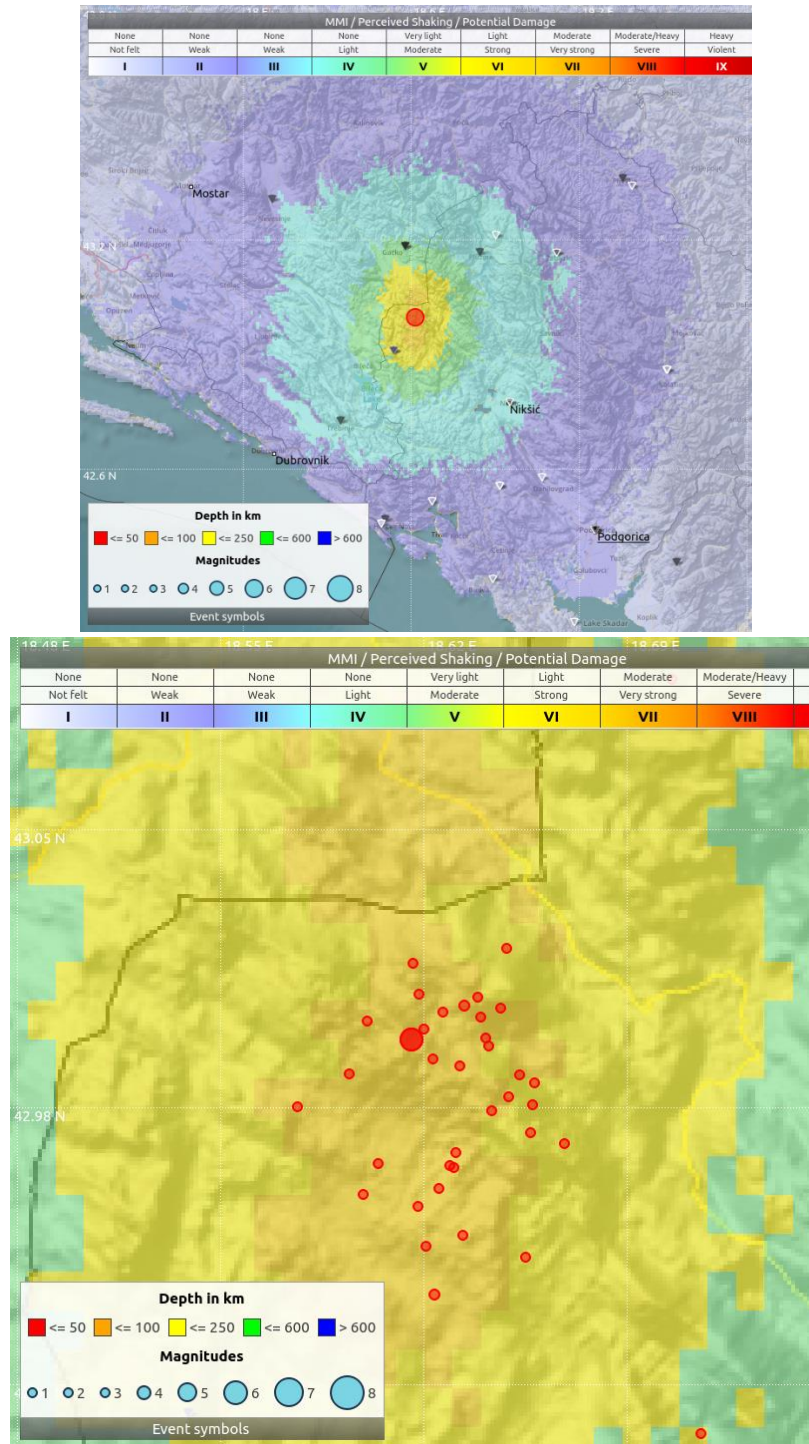 MMI / Perceived Shaking / Potential Damage
None None None None Very light Light Moderate Moderate/Heavy Heavy
Not felt Weak Weak Light Moderate Strong Very strong Severe Violent
I II III IV V VI VII VIII IX
Mostar
43.2 N
Gacko
Nikšić
Dubrovnik
42.6 N
Podgorica
Lake Skadar
Koplik
Depth in km
<= 50 <= 100 <= 250 <= 600 > 600
Magnitudes
1 2 3 4 5 6 7 8
Event symbols
18.48 E 18.55 E 18.62 E 18.69 E
MMI / Perceived Shaking / Potential Damage
None None None None Very light Light Moderate Moderate/Heavy
Not felt Weak Weak Light Moderate Strong Very strong Severe
I II III IV V VI VII VIII
43.05 N
42.98 N
Depth in km
<= 50 <= 100 <= 250 <= 600 > 600
Magnitudes
1 2 3 4 5 6 7 8
Event symbols